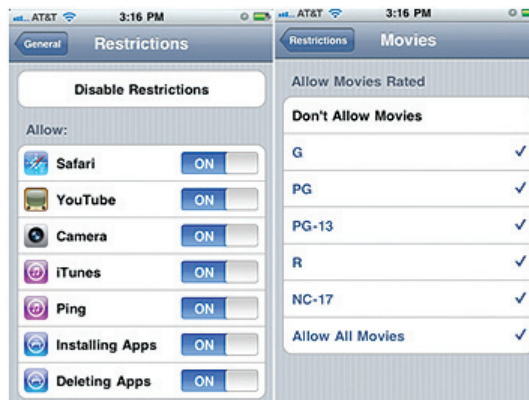 AT&T 3:16 PM
General Restrictions
Disable Restrictions
Allow:
Safari ON
YouTube ON
Camera ON
iTunes ON
Ping ON
Installing Apps ON
Deleting Apps ON
AT&T 3:16 PM
Restrictions Movies
Allow Movies Rated
Don't Allow Movies
G
PG
PG-13
R
NC-17
Allow All Movies